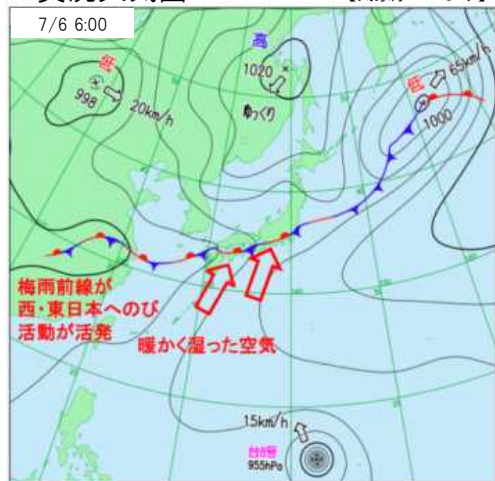 7/6 6:00
低
998
20km/h
高
1020
ゆっくり
低
65km/h
1000
梅雨前線が
西・東日本へのび
活動が活発
暖かく湿った空気
15km/h
台8号
955hPa